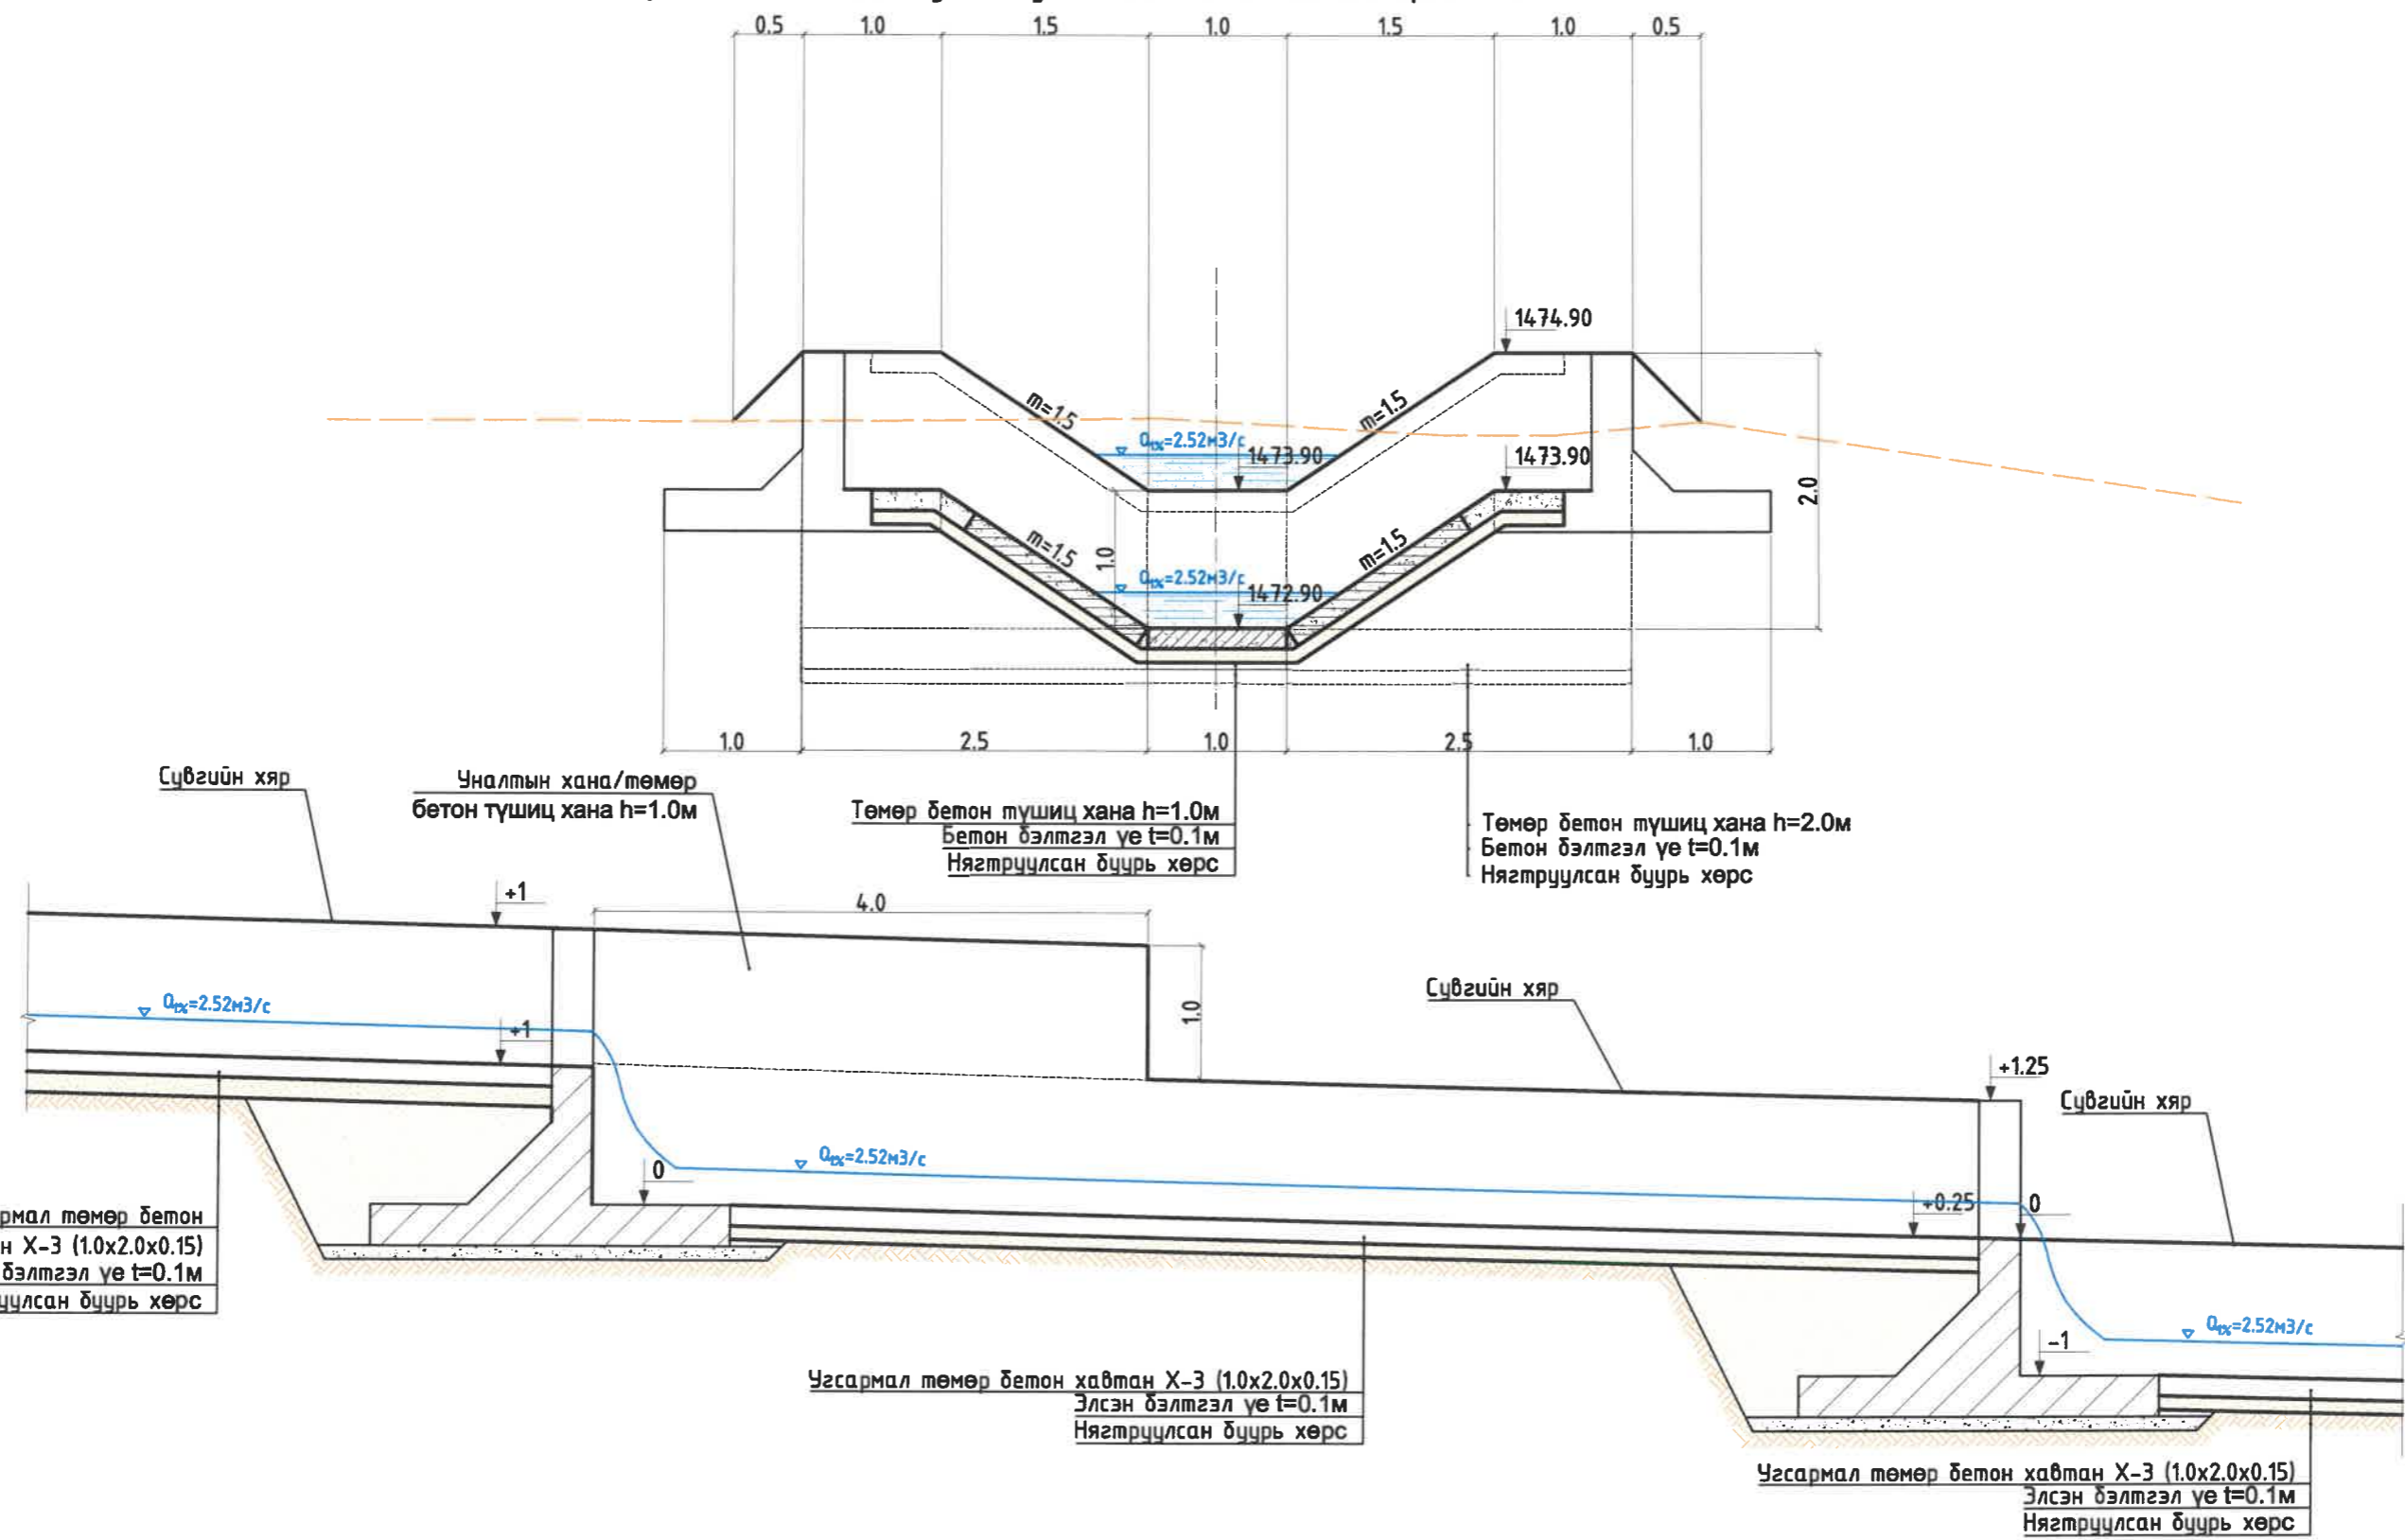 0.5 1.0 1.5 1.0 1.5 1.0 0.5
1474.90
m=1.5 m=1.5
Q1%=2.52м3/с
1473.90 1473.90
2.0
m=1.5 1.0 m=1.5
Q1%=2.52м3/с
1472.90
1.0 2.5 1.0 2.5 1.0
Сувгийн хяр
Уналтын хана/төмөр
бетон түшиц хана h=1.0м
Төмөр бетон түшиц хана h=1.0м
Бетон бэлтгэл үе t=0.1м
Нягтруулсан буурь хөрс
Төмөр бетон түшиц хана h=2.0м
Бетон бэлтгэл үе t=0.1м
Нягтруулсан буурь хөрс
+1
4.0
Сувгийн хяр
Q1%=2.52м3/с
1.0
+1
+1.25
Сувгийн хяр
Q1%=2.52м3/с
0
+0.25
0
рмал төмөр бетон
н Х-3 (1.0x2.0x0.15)
бэлтгэл үе t=0.1м
уулсан буурь хөрс
Q1%=2.52м3/с
-1
Угсармал төмөр бетон хавтан Х-3 (1.0x2.0x0.15)
Элсэн бэлтгэл үе t=0.1м
Нягтруулсан буурь хөрс
Угсармал төмөр бетон хавтан Х-3 (1.0x2.0x0.15)
Элсэн бэлтгэл үе t=0.1м
Нягтруулсан буурь хөрс